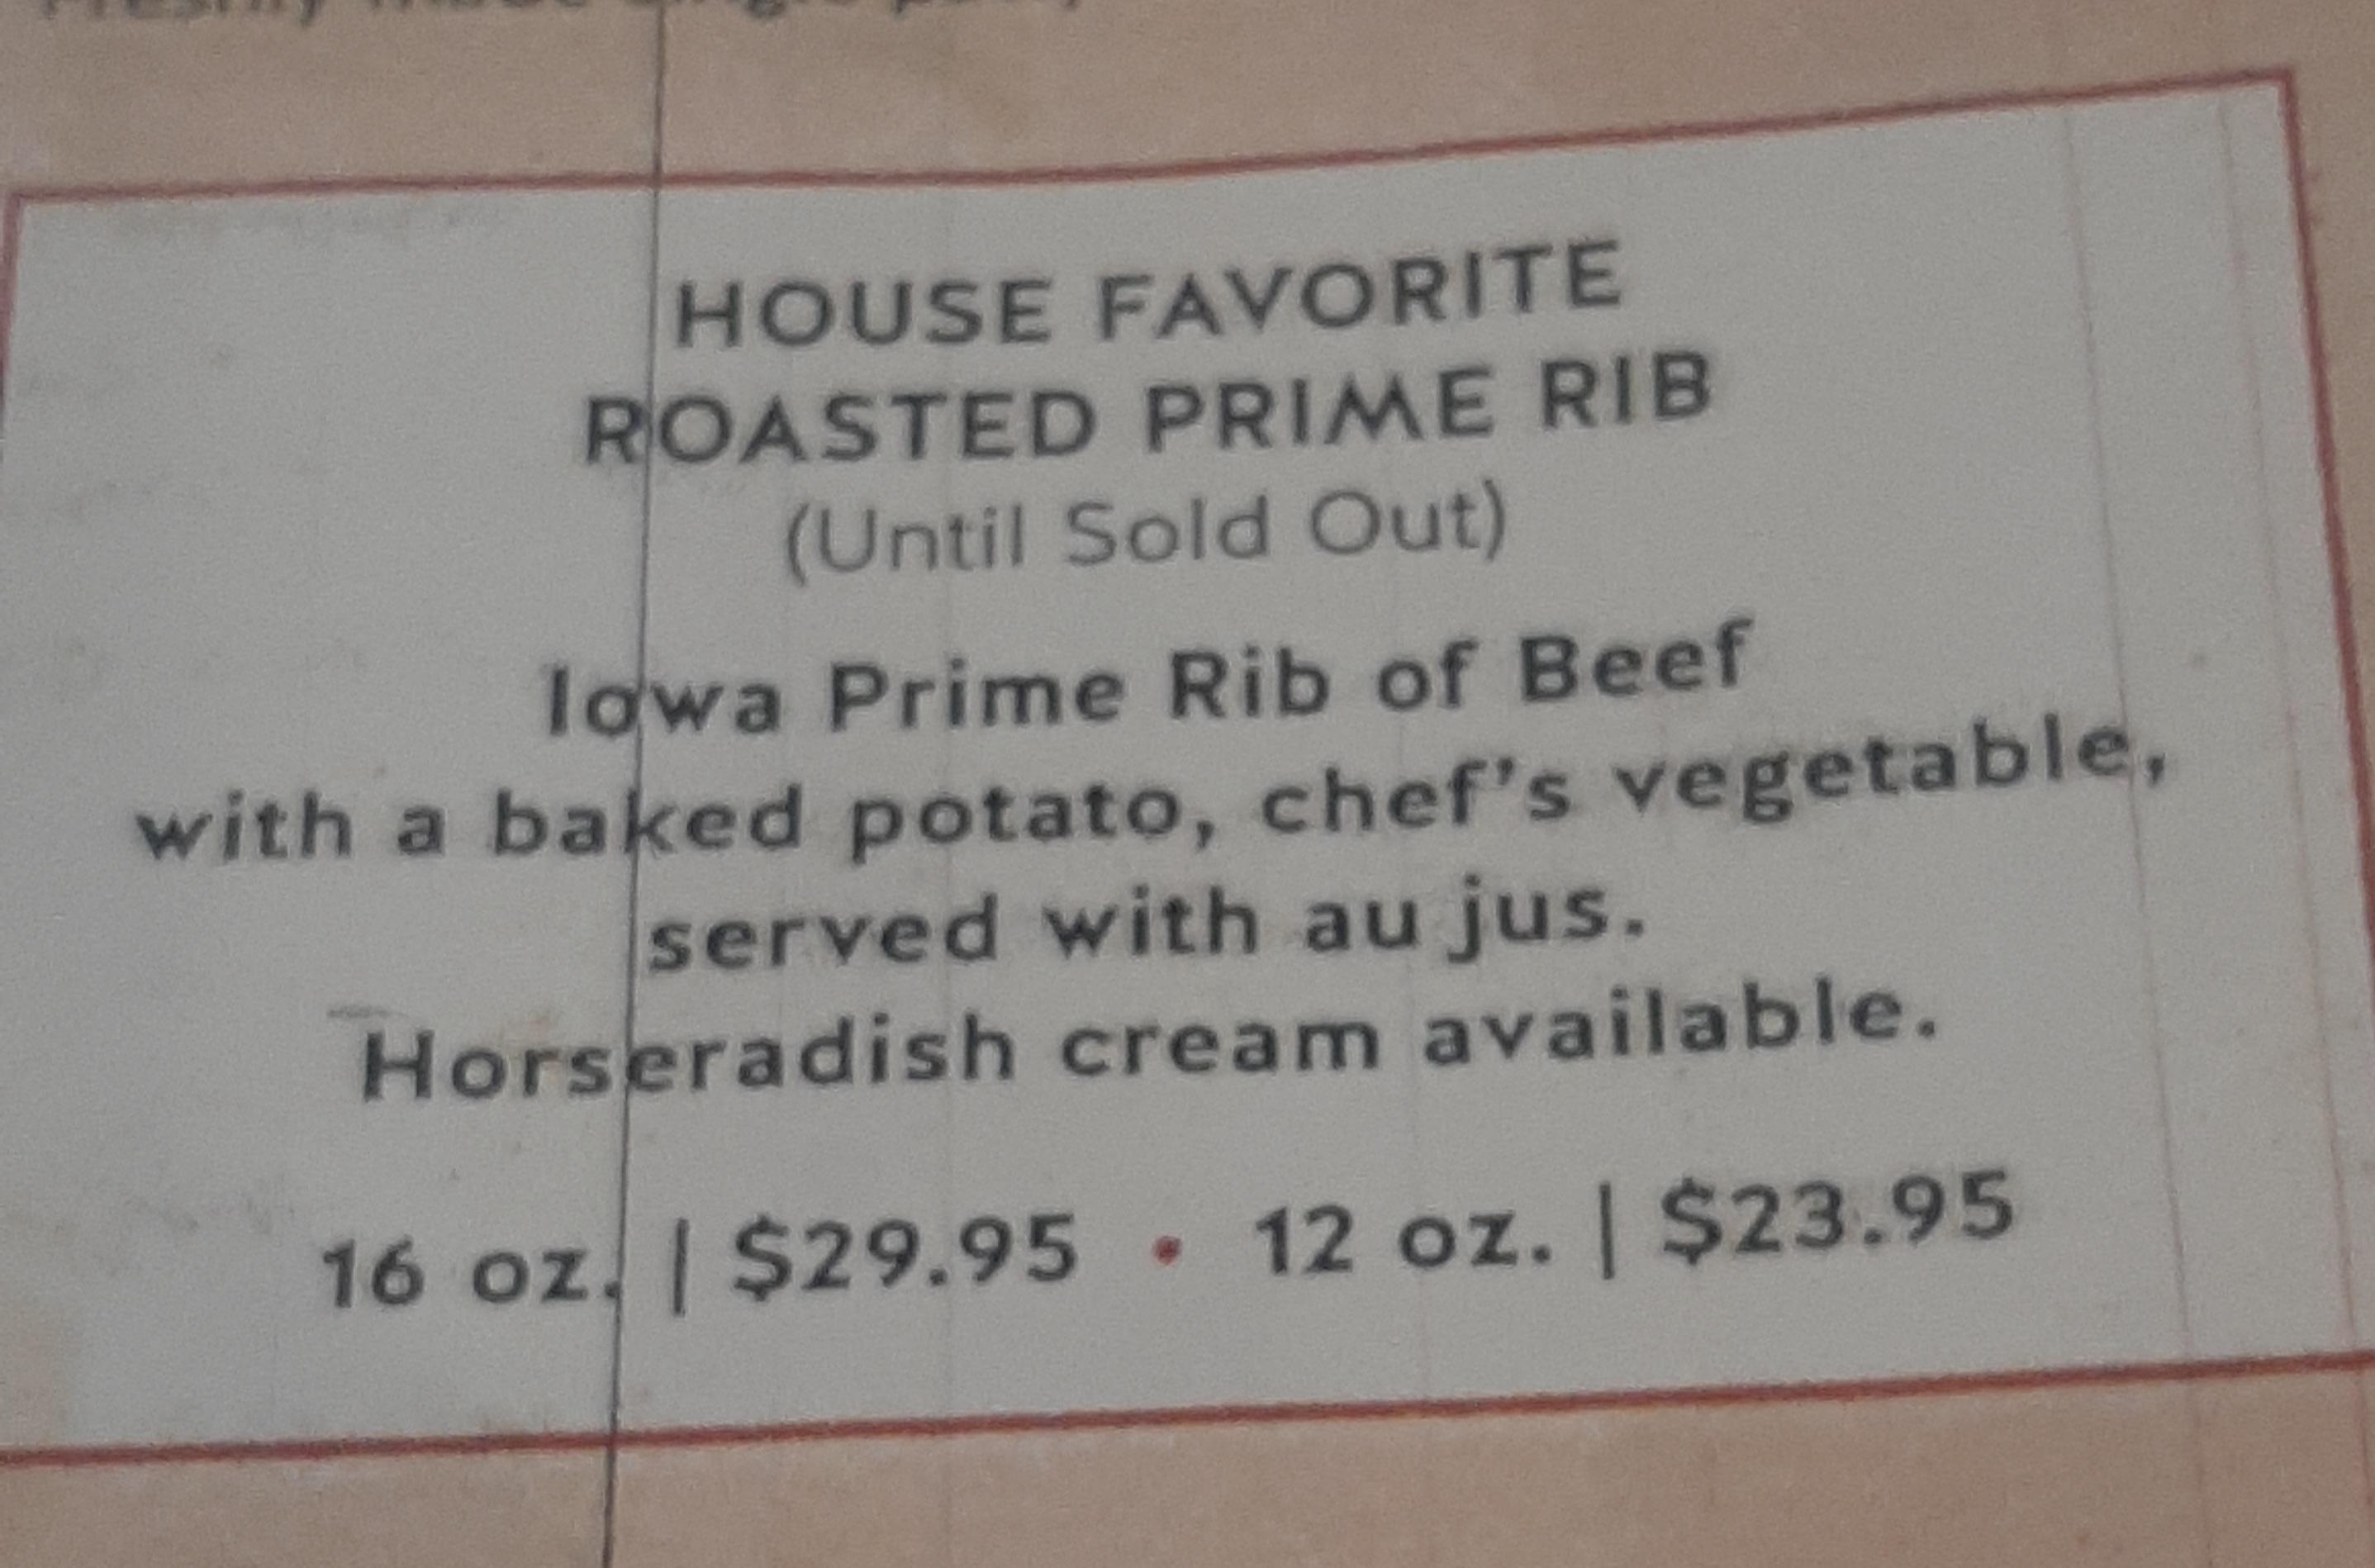 HOUSE FAVORITE
ROASTED PRIME RIB
(Until Sold Out)
Iowa Prime Rib of Beef
with a baked potato, chef's vegetable,
served with au jus.
Horseradish cream available.
16 oz. | $29.95 • 12 oz. | $23.95